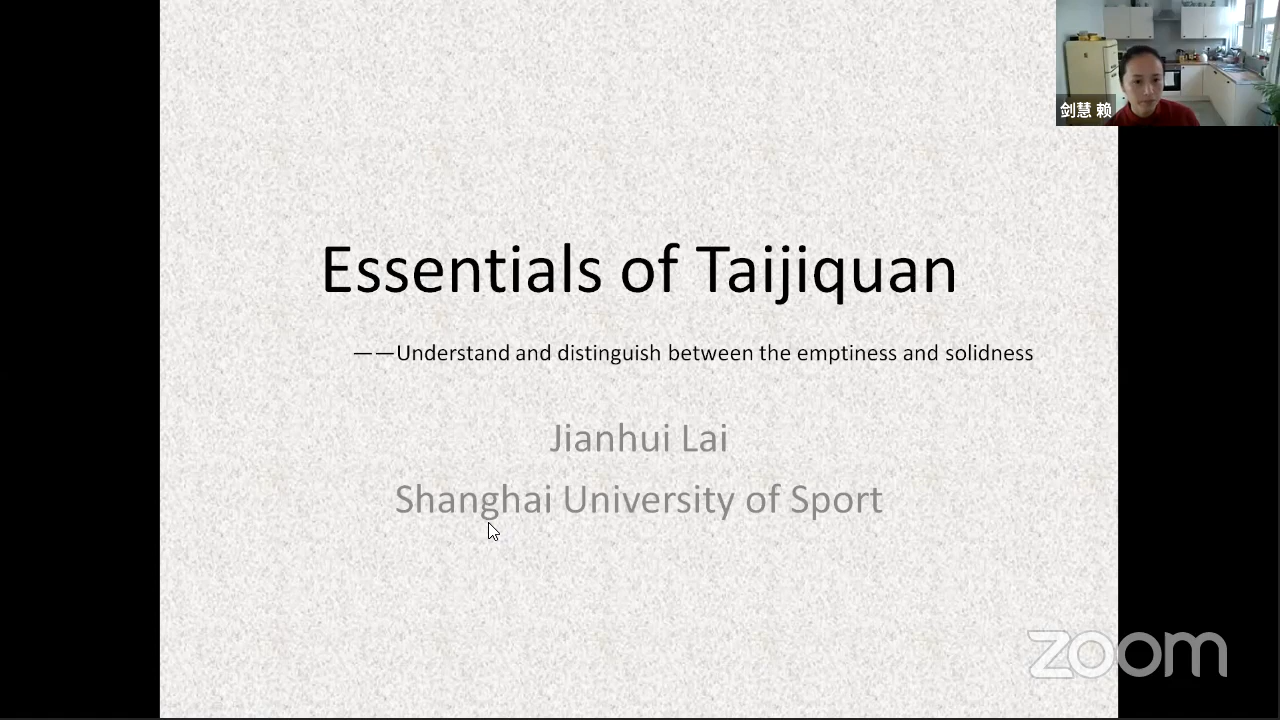 剑慧 赖
Essentials of Taijiquan
——Understand and distinguish between the emptiness and solidness
Jianhui Lai
Shanghai University of Sport
zoom